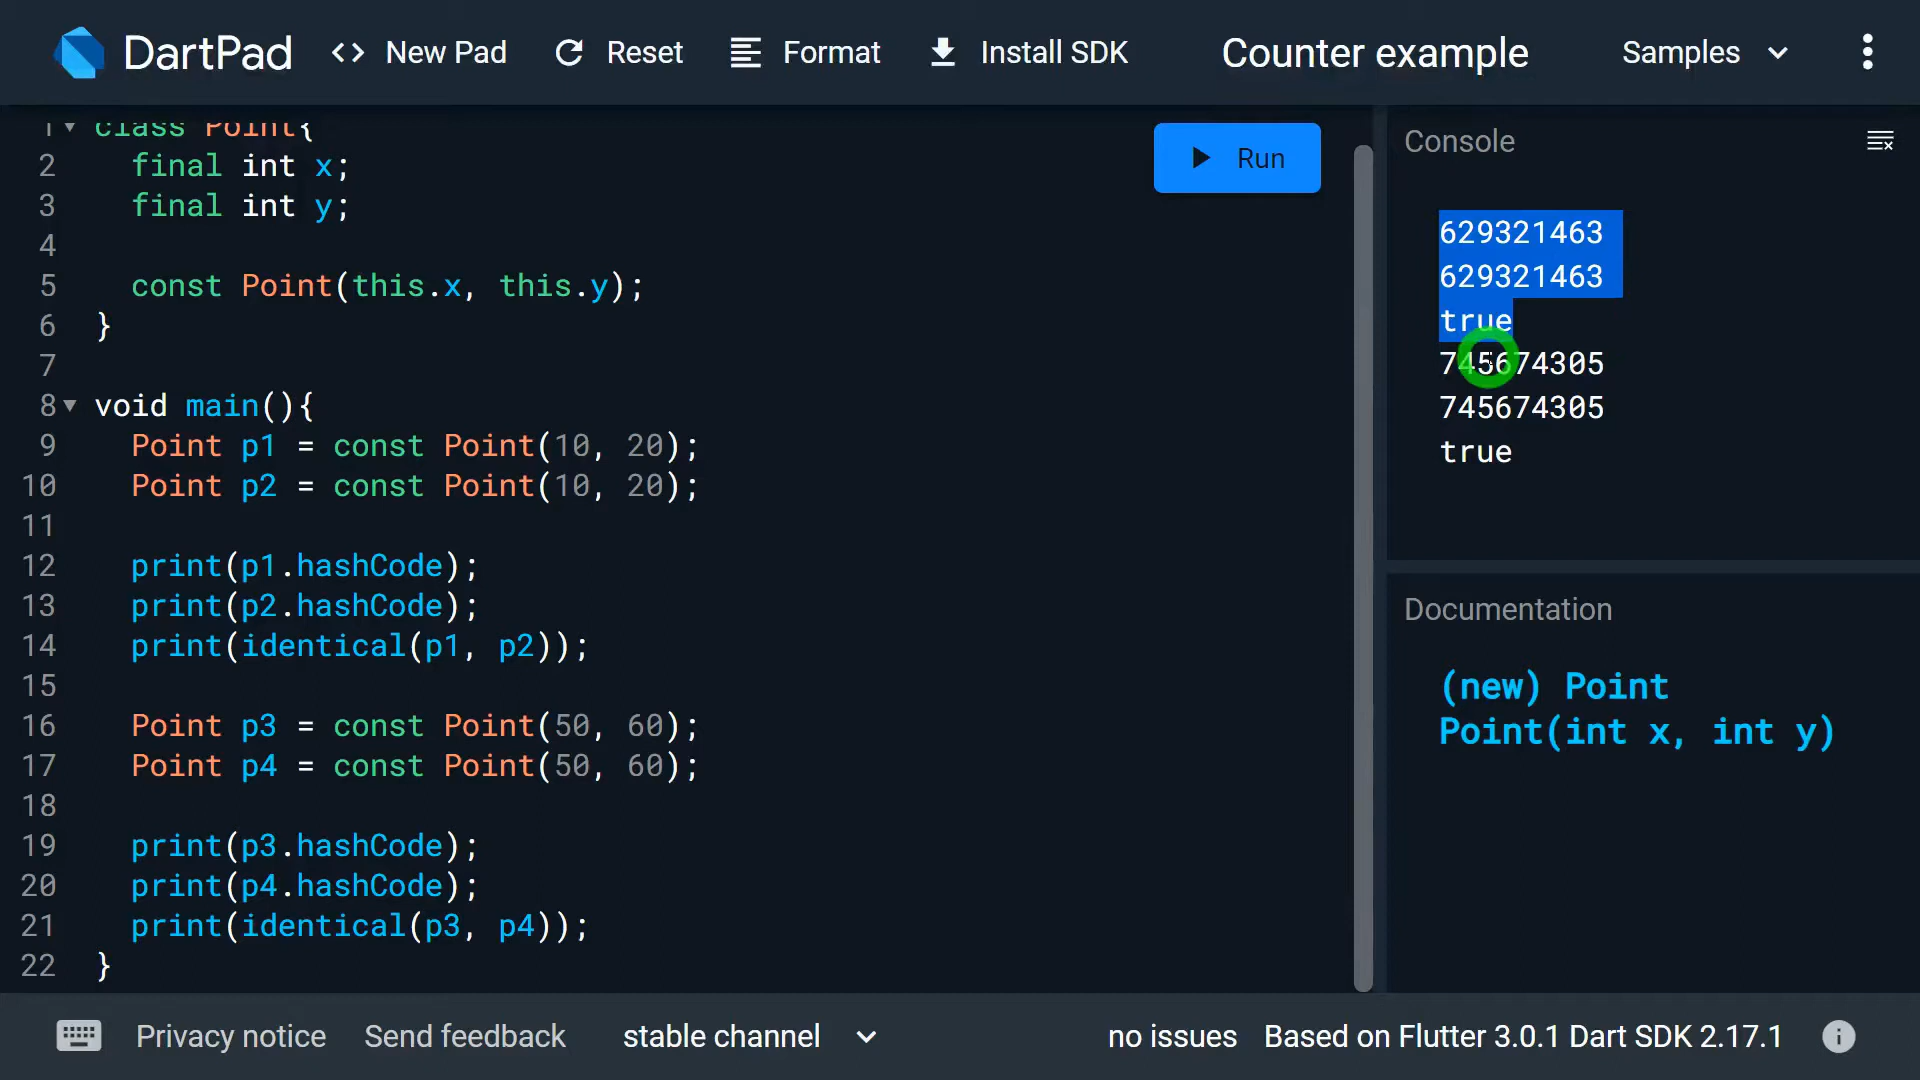 DartPad <> New Pad Reset Format Install SDK Counter example Samples
1 class Point{
2 final int x;
3 final int y;
4
5 const Point(this.x, this.y);
6 }
7
8 void main(){
9 Point p1 = const Point(10, 20);
10 Point p2 = const Point(10, 20);
11
12 print(p1.hashCode);
13 print(p2.hashCode);
14 print(identical(p1, p2));
15
16 Point p3 = const Point(50, 60);
17 Point p4 = const Point(50, 60);
18
19 print(p3.hashCode);
20 print(p4.hashCode);
21 print(identical(p3, p4));
22 }
Run
Console
629321463
629321463
true
745674305
745674305
true
Documentation
(new) Point
Point(int x, int y)
Privacy notice Send feedback stable channel no issues Based on Flutter 3.0.1 Dart SDK 2.17.1